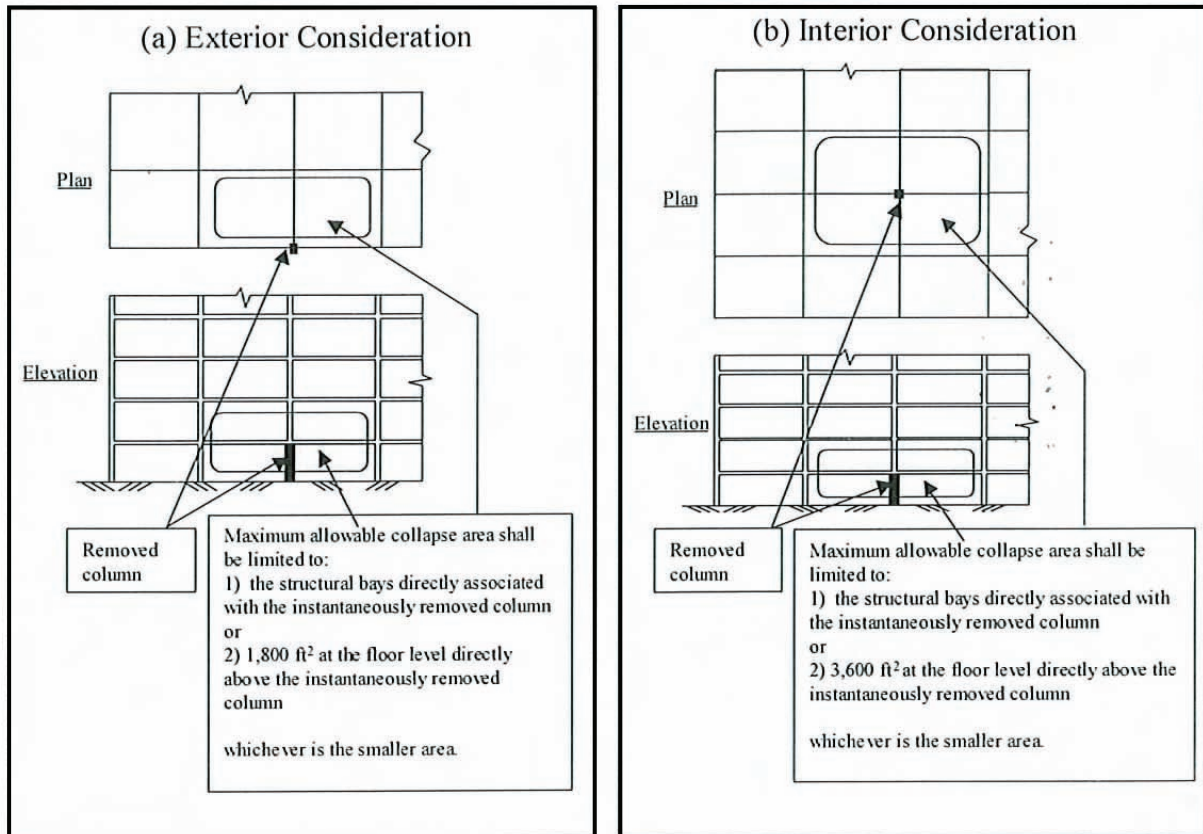 (a) Exterior Consideration
Plan
Elevation
Removed
column
Maximum allowable collapse area shall
be limited to:
1) the structural bays directly associated
with the instantaneously removed column
or
2) 1,800 ft² at the floor level directly
above the instantaneously removed
column
whichever is the smaller area.
(b) Interior Consideration
Plan
Elevation
Removed
column
Maximum allowable collapse area shall be
limited to:
1) the structural bays directly associated with
the instantaneously removed column
or
2) 3,600 ft² at the floor level directly above the
instantaneously removed column
whichever is the smaller area.